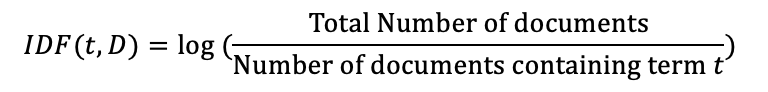 IDF(t, D) = log (Total Number of documents / Number of documents containing term t)